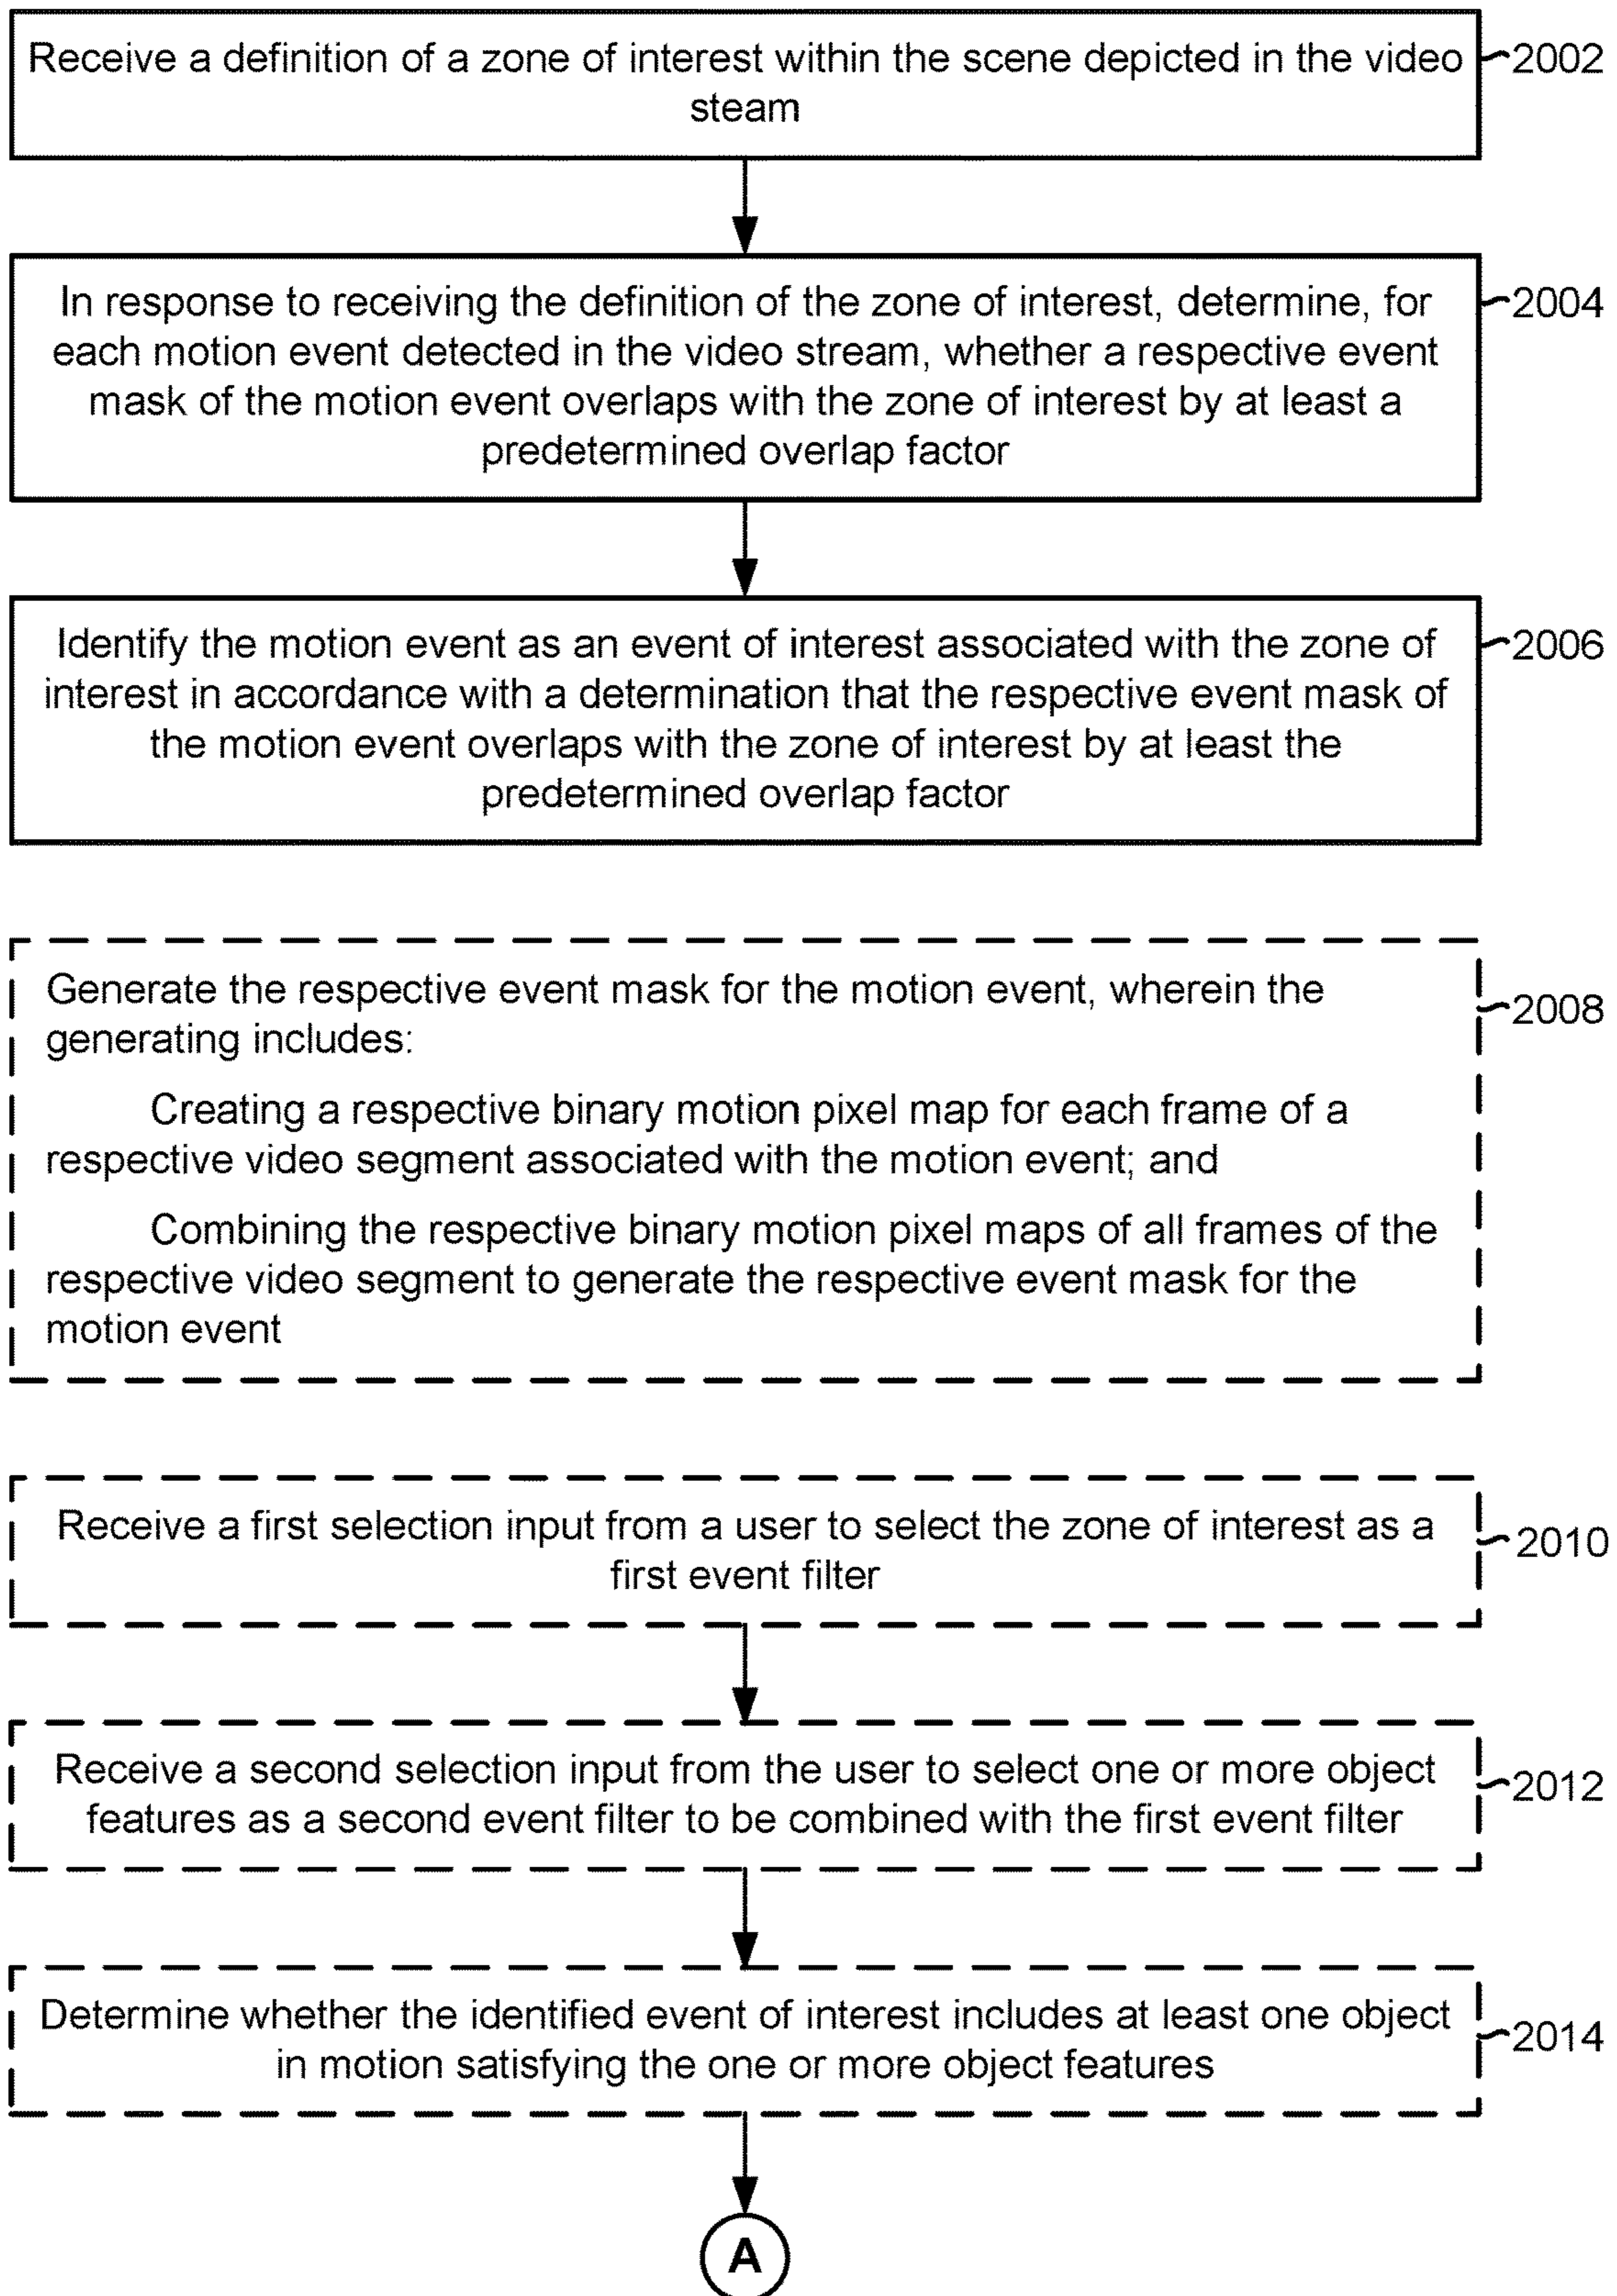 Receive a definition of a zone of interest within the scene depicted in the video
steam
2002
In response to receiving the definition of the zone of interest, determine, for
each motion event detected in the video stream, whether a respective event
mask of the motion event overlaps with the zone of interest by at least a
predetermined overlap factor
2004
Identify the motion event as an event of interest associated with the zone of
interest in accordance with a determination that the respective event mask of
the motion event overlaps with the zone of interest by at least the
predetermined overlap factor
2006
Generate the respective event mask for the motion event, wherein the
generating includes:
Creating a respective binary motion pixel map for each frame of a
respective video segment associated with the motion event; and
Combining the respective binary motion pixel maps of all frames of the
respective video segment to generate the respective event mask for the
motion event
2008
Receive a first selection input from a user to select the zone of interest as a
first event filter
2010
Receive a second selection input from the user to select one or more object
features as a second event filter to be combined with the first event filter
2012
Determine whether the identified event of interest includes at least one object
in motion satisfying the one or more object features
2014
A